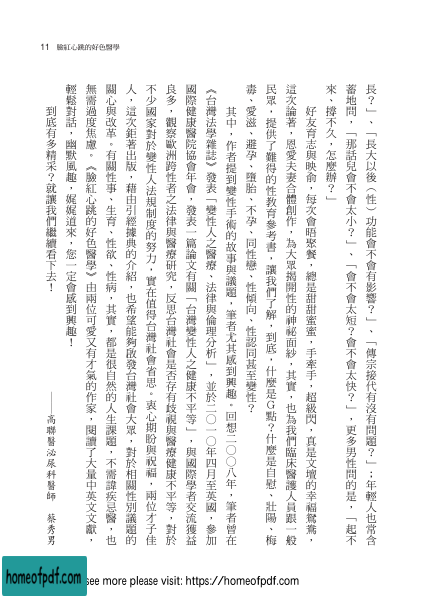 11　臉紅心跳的好色醫學
長？」、「長大以後（性）功能會不會有影響？」、「傳宗接代有沒有問題？」；年輕人也常含
蓄地問，「那話兒會不會太小？」、「會不會太短？會不會太快？」，更多男性問的是，「起不
來、撐不久，怎麼辦？」
好友育志與映俞，每次會晤聚餐，總是甜甜蜜蜜，手牽手，超級閃，真是文壇的幸福鴛鴦，
這次論著，恩愛夫妻合體創作，為大眾揭開性的神秘面紗，其實，也為我們臨床醫護人員跟一般
民眾，提供了難得的性教育參考書，讓我們了解，到底，什麼是Ｇ點？什麼是自慰、壯陽、梅
毒、愛滋、避孕、墮胎、不孕、同性戀、性傾向、性認同甚至變性？
其中，作者提到變性手術的故事與議題，筆者尤其感到興趣。回想二〇〇八年，筆者曾在
《台灣法學雜誌》發表「變性人之醫療、法律與倫理分析」，並於二〇一〇年四月至英國，參加
國際健康醫院協會年會，發表一篇論文有關「台灣變性人之健康不平等」，與國際學者交流獲益
良多，觀察歐洲跨性者之法律與醫療研究，反思台灣社會是否存有歧視與醫療健康不平等，對於
不少國家對於變性人法規制度的努力，實在值得台灣社會省思。衷心期盼與祝福，兩位才子佳
人，這次鉅著出版，藉由引經據典的介紹，也希望能夠啟發台灣社會大眾，對於相關性別議題的
關心與改革。有關性事、生育、性欲、性病，其實，都是很自然的人生課題，不需諱疾忌醫，也
無需過度焦慮。《臉紅心跳的好色醫學》由兩位可愛又有才氣的作家，閱讀了大量中英文文獻，
輕鬆對話，幽默風趣，娓娓道來，您一定會感到興趣！
到底有多精采？就讓我們繼續看下去！
高聯醫泌尿科醫師　蔡秀男
homeofpdf.com
see more please visit: https://homeofpdf.com